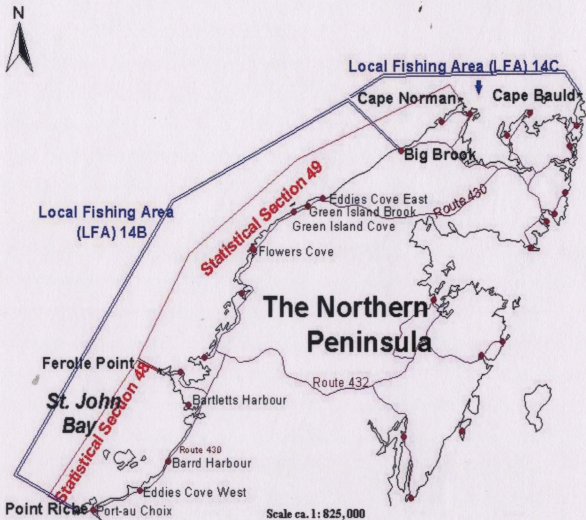 N
Local Fishing Area (LFA) 14C
Cape Norman
Cape Bauld
Big Brook
Statistical Section 49
Eddies Cove East
Green Island Brook
Route 430
Green Island Cove
Local Fishing Area
(LFA) 14B
Flowers Cove
The Northern
Peninsula
Ferolle Point
Route 432
St. John
Bay
Statistical Section 48
Bartletts Harbour
Route 430
Barrd Harbour
Eddies Cove West
Point Riche
Port-au Choix
Scale ca. 1: 825,000